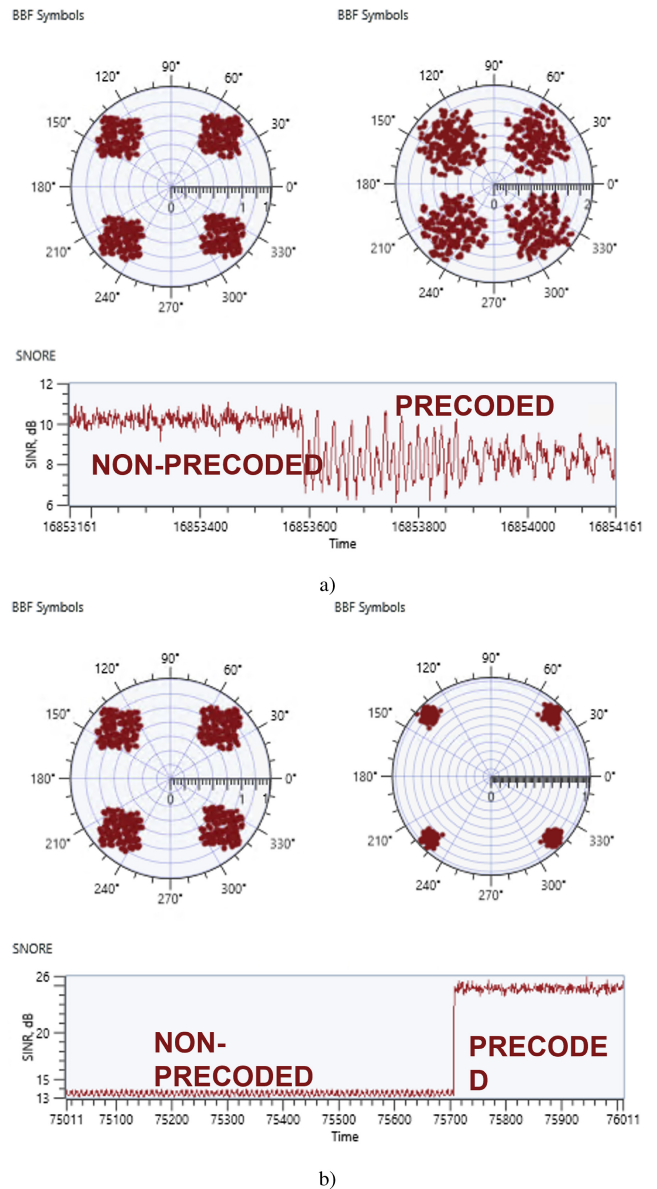 BBF Symbols BBF Symbols
90° 90°
120° 60° 120° 60°
150° 30° 150° 30°
180° 0 1 1 0° 180° 0 2 0°
210° 330° 210° 330°
240° 300° 240° 300°
270° 270°
SNORE
12
PRECODED
10
SINR, dB
NON-PRECODED
8
6
16853161 16853400 16853600 16853800 16854000 16854161
Time
a)
BBF Symbols BBF Symbols
90° 90°
120° 60° 120° 60°
150° 30° 150° 30°
180° 0 1 1 0° 180° 0 1 0°
210° 330° 210° 330°
240° 300° 240° 300°
270° 270°
SNORE
26
SINR, dB
20
NON- PRECODE
PRECODED D
15
13
75011 75100 75200 75300 75400 75500 75600 75700 75800 75900 76011
Time
b)